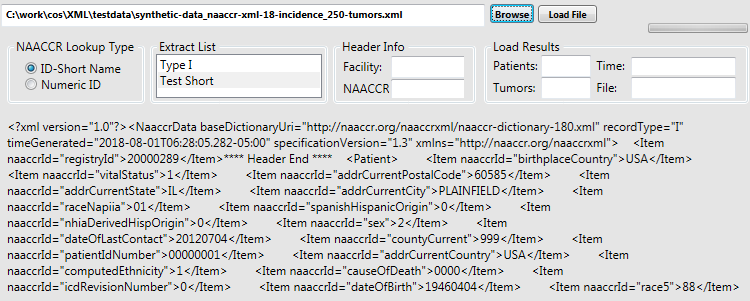 C:\work\cos\XML\testdata\synthetic-data_naaccr-xml-18-incidence_250-tumors.xml Browse Load File
NAACCR Lookup Type Extract List Header Info Load Results
ID-Short Name Type I Facility: Patients: Time:
Numeric ID Test Short NAACCR Tumors: File:
<?xml version="1.0"?><NaaccrData baseDictionaryUri="http://naaccr.org/naaccrxml/naaccr-dictionary-180.xml" recordType="I"
timeGenerated="2018-08-01T06:28:05.282-05:00" specificationVersion="1.3" xmlns="http://naaccr.org/naaccrxml"> <Item
naaccrId="registryId">20000289</Item>**** Header End **** <Patient> <Item naaccrId="birthplaceCountry">USA</Item>
<Item naaccrId="vitalStatus">1</Item> <Item naaccrId="addrCurrentPostalCode">60585</Item> <Item
naaccrId="addrCurrentState">IL</Item> <Item naaccrId="addrCurrentCity">PLAINFIELD</Item> <Item
naaccrId="raceNapiia">01</Item> <Item naaccrId="spanishHispanicOrigin">0</Item> <Item
naaccrId="nhiaDerivedHispOrigin">0</Item> <Item naaccrId="sex">2</Item> <Item
naaccrId="dateOfLastContact">20120704</Item> <Item naaccrId="countyCurrent">999</Item> <Item
naaccrId="patientIdNumber">00000001</Item> <Item naaccrId="addrCurrentCountry">USA</Item> <Item
naaccrId="computedEthnicity">1</Item> <Item naaccrId="causeOfDeath">0000</Item> <Item
naaccrId="icdRevisionNumber">0</Item> <Item naaccrId="dateOfBirth">19460404</Item> <Item naaccrId="race5">88</Item>